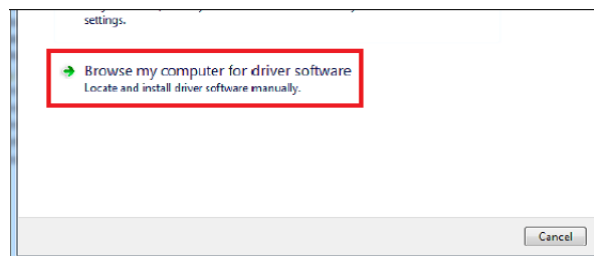 settings.
Browse my computer for driver software
Locate and install driver software manually.
Cancel